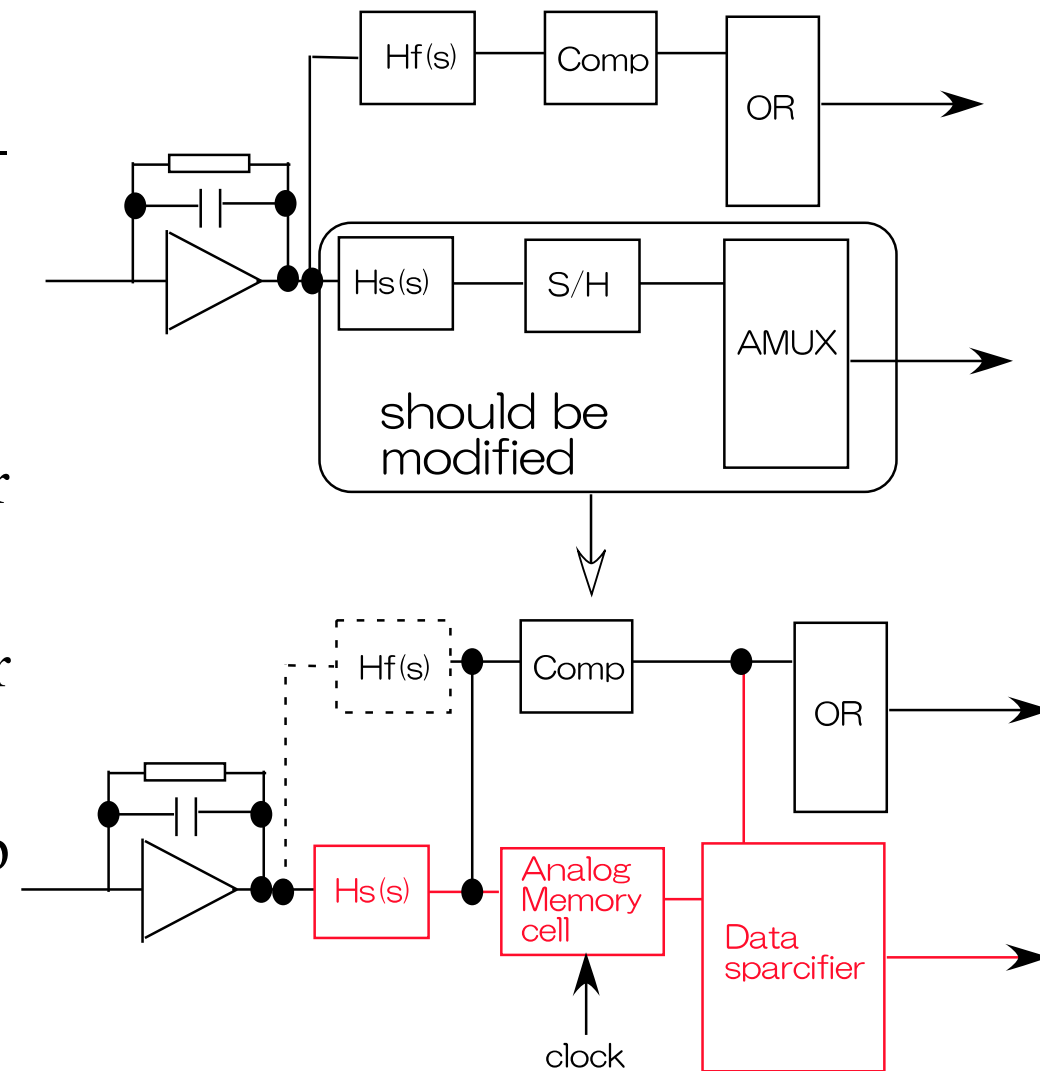 Hf(s)
Comp
OR
Hs(s)
S/H
AMUX
should be
modified
Hf(s)
Comp
OR
Hs(s)
Analog
Memory
cell
Data
sparcifier
clock